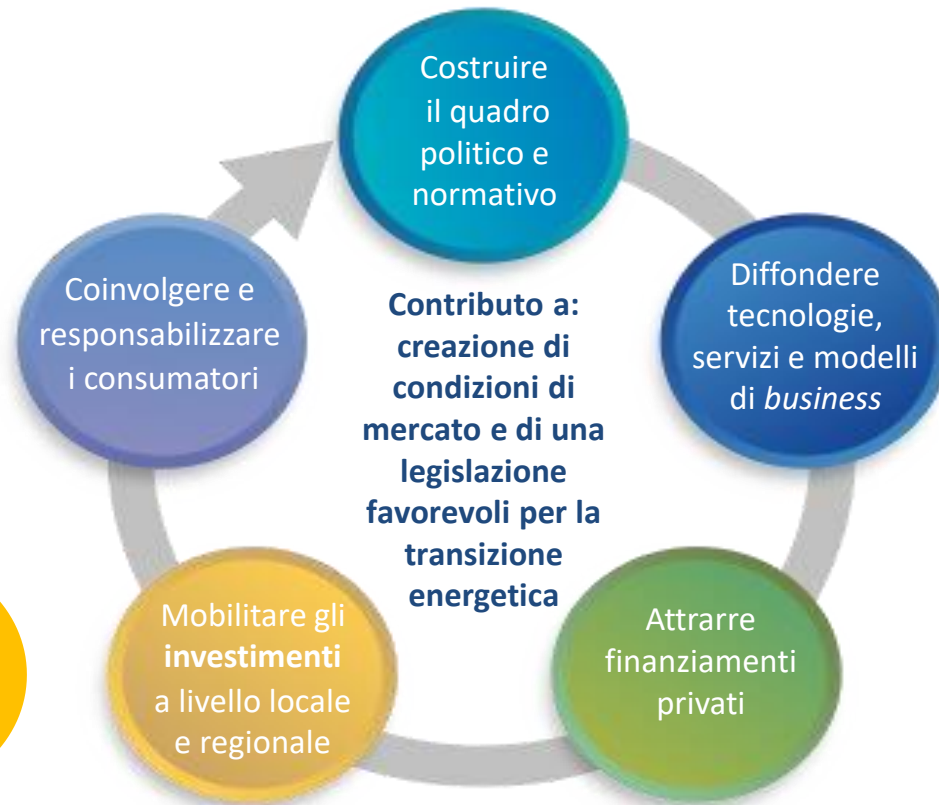 Costruire
il quadro
politico e
normativo
Diffondere
tecnologie,
servizi e modelli
di business
Attrarre
finanziamenti
privati
Mobilitare gli
investimenti
a livello locale
e regionale
Coinvolgere e
responsabilizzare
i consumatori
Contributo a:
creazione di
condizioni di
mercato e di una
legislazione
favorevoli per la
transizione
energetica